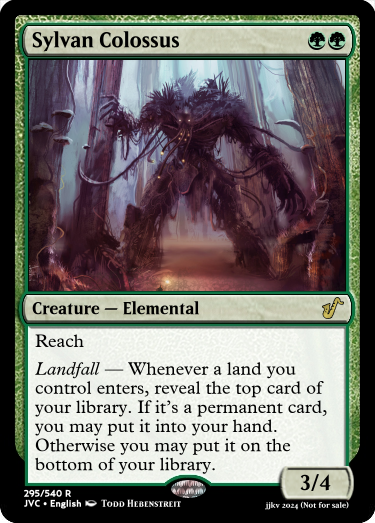 Sylvan Colossus
Creature — Elemental
Reach
Landfall — Whenever a land you
control enters, reveal the top card of
your library. If it's a permanent card,
you may put it into your hand.
Otherwise you may put it on the
bottom of your library.
3/4
295/540 R
JVC • English Todd Hebenstreit
jjkv 2024 (Not for sale)